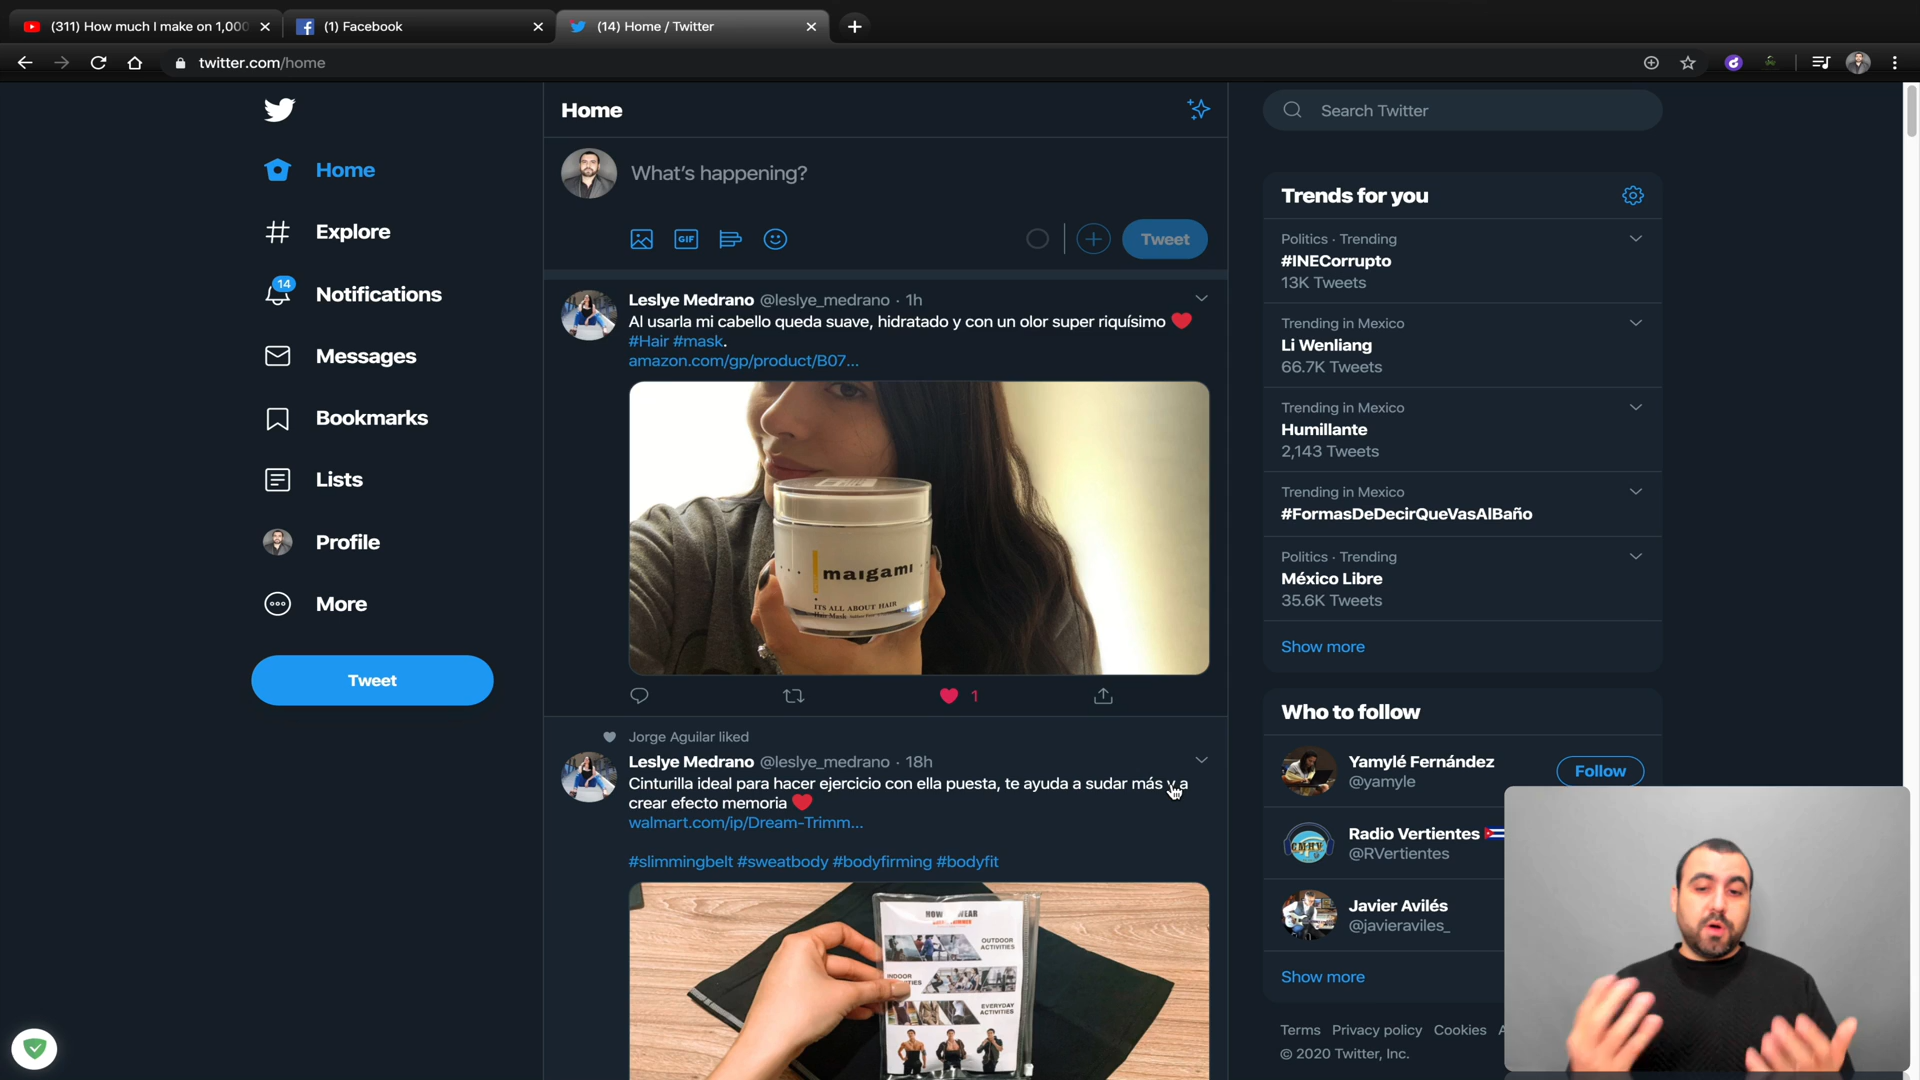 (311) How much I make on 1,000
(1) Facebook
(14) Home / Twitter
twitter.com/home
Home
Explore
14
Notifications
Messages
Bookmarks
Lists
Profile
More
Tweet
Home
What's happening?
GIF
Tweet
Leslye Medrano @leslye_medrano · 1h
Al usarla mi cabello queda suave, hidratado y con un olor super riquísimo
#Hair #mask.
amazon.com/gp/product/B07...
maigami
ITS ALL ABOUT HAIR
Hair Mask
1
Jorge Aguilar liked
Leslye Medrano @leslye_medrano · 18h
Cinturilla ideal para hacer ejercicio con ella puesta, te ayuda a sudar más y a
crear efecto memoria
walmart.com/ip/Dream-Trimm...
#slimmingbelt #sweatbody #bodyfirming #bodyfit
OUTDOOR
ACTIVITIES
INDOOR
EVERYDAY
ACTIVITIES
Search Twitter
Trends for you
Politics · Trending
#INECorrupto
13K Tweets
Trending in Mexico
Li Wenliang
66.7K Tweets
Trending in Mexico
Humillante
2,143 Tweets
Trending in Mexico
#FormasDeDecirQueVasAlBaño
Politics · Trending
México Libre
35.6K Tweets
Show more
Who to follow
Yamylé Fernández
@yamyle
Follow
Radio Vertientes
@RVertientes
Javier Avilés
@javieraviles_
Show more
Terms Privacy policy Cookies
© 2020 Twitter, Inc.